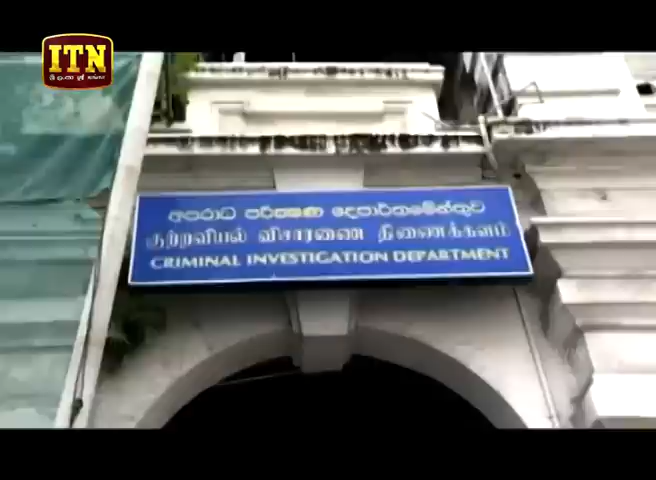 ITN
අපරාධ පරීක්ෂණ දෙපාර්තමේන්තුව
குற்றவியல் விசாரணை திணைக்களம்
CRIMINAL INVESTIGATION DEPARTMENT